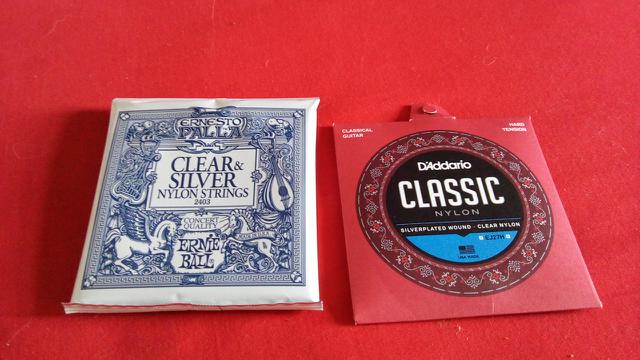 ERNESTO
PALLA
CLEAR &
SILVER
NYLON STRINGS
2403
CONCERT
QUALITY
ERNIE
BALL
CLASSICAL
GUITAR
HARD
TENSION
D'Addario
CLASSIC
NYLON
SILVERPLATED WOUND · CLEAR NYLON
EJ27H
USA MADE